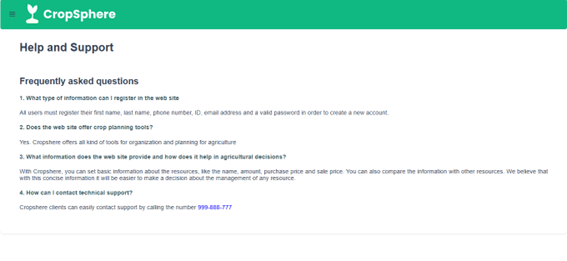 CropSphere
Help and Support
Frequently asked questions
1. What type of information can I register in the web site
All users must register their first name, last name, phone number, ID, email address and a valid password in order to create a new account.
2. Does the web site offer crop planning tools?
Yes. Cropshere offers all kind of tools for organization and planning for agriculture
3. What information does the web site provide and how does it help in agricultural decisions?
With Cropshere, you can set basic information about the resources, like the name, amount, purchase price and sale price. You can also compare the information with other resources. We believe that
with this concise information it will be easier to make a decision about the management of any resource.
4. How can I contact technical support?
Cropshere clients can easily contact support by calling the number 999-888-777